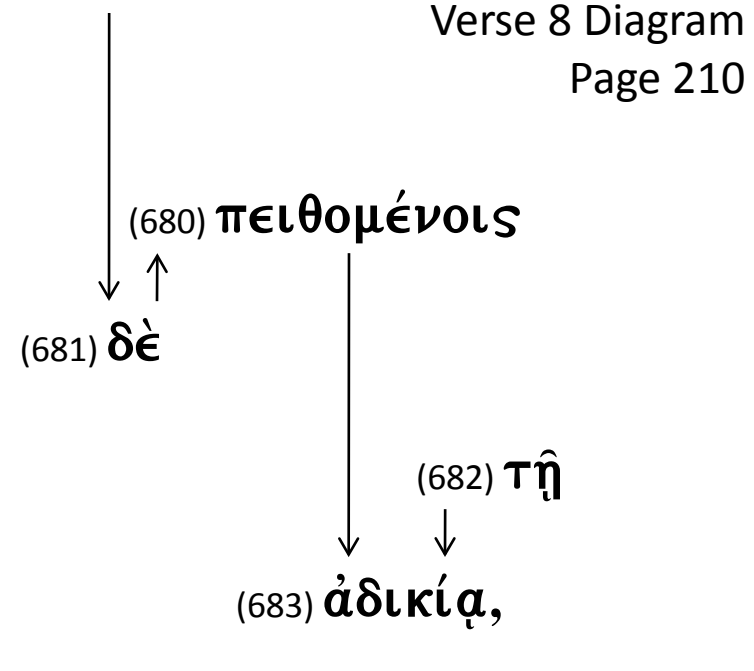 Verse 8 Diagram
Page 210
(680) πειθομένοις
(681) δὲ
(682) τῇ
(683) ἀδικίᾳ,